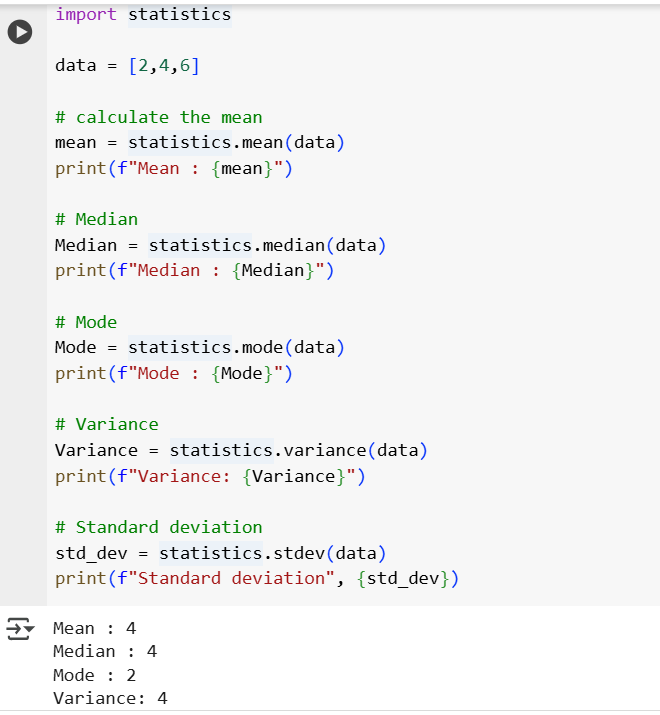 import statistics
data = [2,4,6]
# calculate the mean
mean = statistics.mean(data)
print(f"Mean : {mean}")
# Median
Median = statistics.median(data)
print(f"Median : {Median}")
# Mode
Mode = statistics.mode(data)
print(f"Mode : {Mode}")
# Variance
Variance = statistics.variance(data)
print(f"Variance: {Variance}")
# Standard deviation
std_dev = statistics.stdev(data)
print(f"Standard deviation", {std_dev})
Mean : 4
Median : 4
Mode : 2
Variance: 4